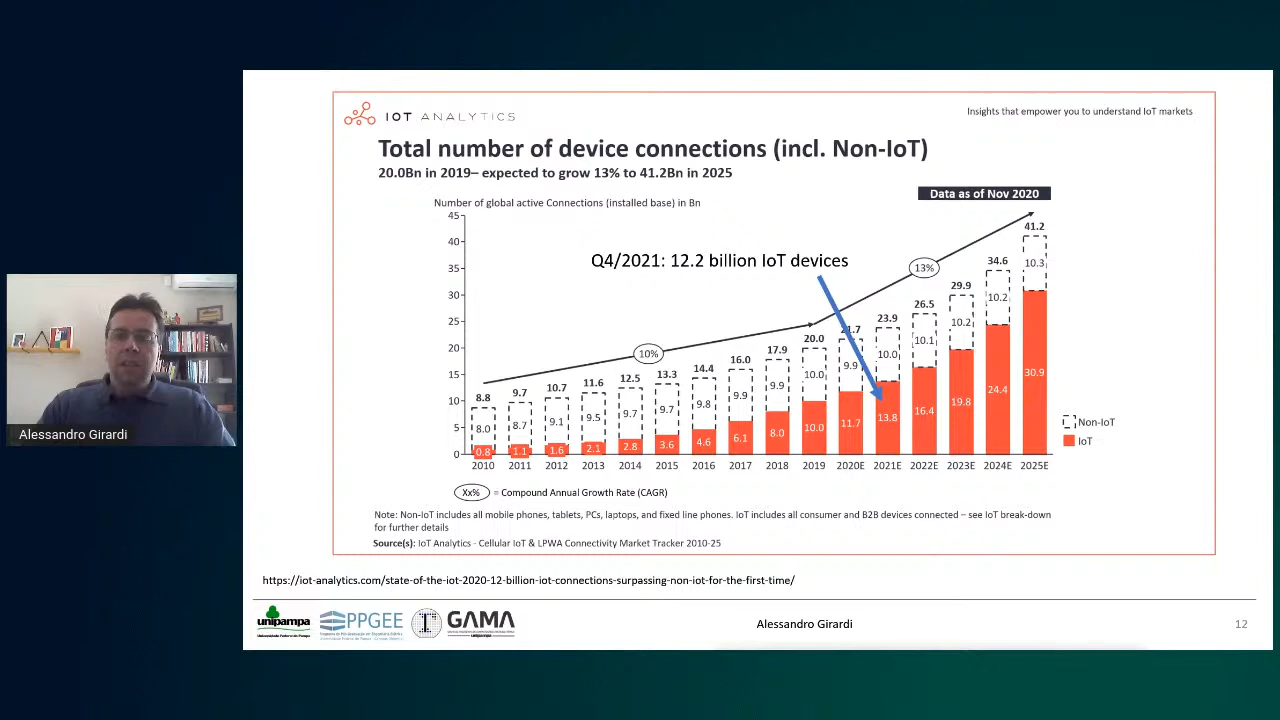 IOT ANALYTICS
Insights that empower you to understand IoT markets
Total number of device connections (incl. Non-IoT)
20.0Bn in 2019– expected to grow 13% to 41.2Bn in 2025
Data as of Nov 2020
Number of global active Connections (installed base) in Bn
Q4/2021: 12.2 billion IoT devices
45
40
35
30
25
20
15
10
5
0
10%
13%
8.8 9.7 10.7 11.6 12.5 13.3 14.4 16.0 17.9 20.0 21.7 23.9 26.5 29.9 34.6 41.2
8.0 8.7 9.1 9.5 9.7 9.7 9.8 9.9 9.9 10.0 9.9 10.0 10.1 10.2 10.2 10.3
0.8 1.1 1.6 2.1 2.8 3.6 4.6 6.1 8.0 10.0 11.7 13.8 16.4 19.8 24.4 30.9
2010 2011 2012 2013 2014 2015 2016 2017 2018 2019 2020E 2021E 2022E 2023E 2024E 2025E
Non-IoT
IoT
Xx% = Compound Annual Growth Rate (CAGR)
Note: Non-IoT includes all mobile phones, tablets, PCs, laptops, and fixed line phones. IoT includes all consumer and B2B devices connected – see IoT break-down
for further details
Source(s): IoT Analytics - Cellular IoT & LPWA Connectivity Market Tracker 2010-25
https://iot-analytics.com/state-of-the-iot-2020-12-billion-iot-connections-surpassing-non-iot-for-the-first-time/
unipampa
Universidade Federal do Pampa
PPGEE
GAMA
unipampa
Alessandro Girardi
12
Alessandro Girardi